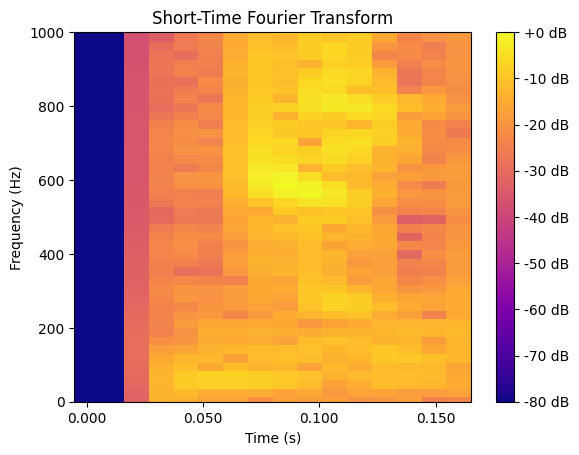 Short-Time Fourier Transform
Frequency (Hz)
1000
800
600
400
200
0
0.000
0.050
0.100
0.150
Time (s)
+0 dB
-10 dB
-20 dB
-30 dB
-40 dB
-50 dB
-60 dB
-70 dB
-80 dB